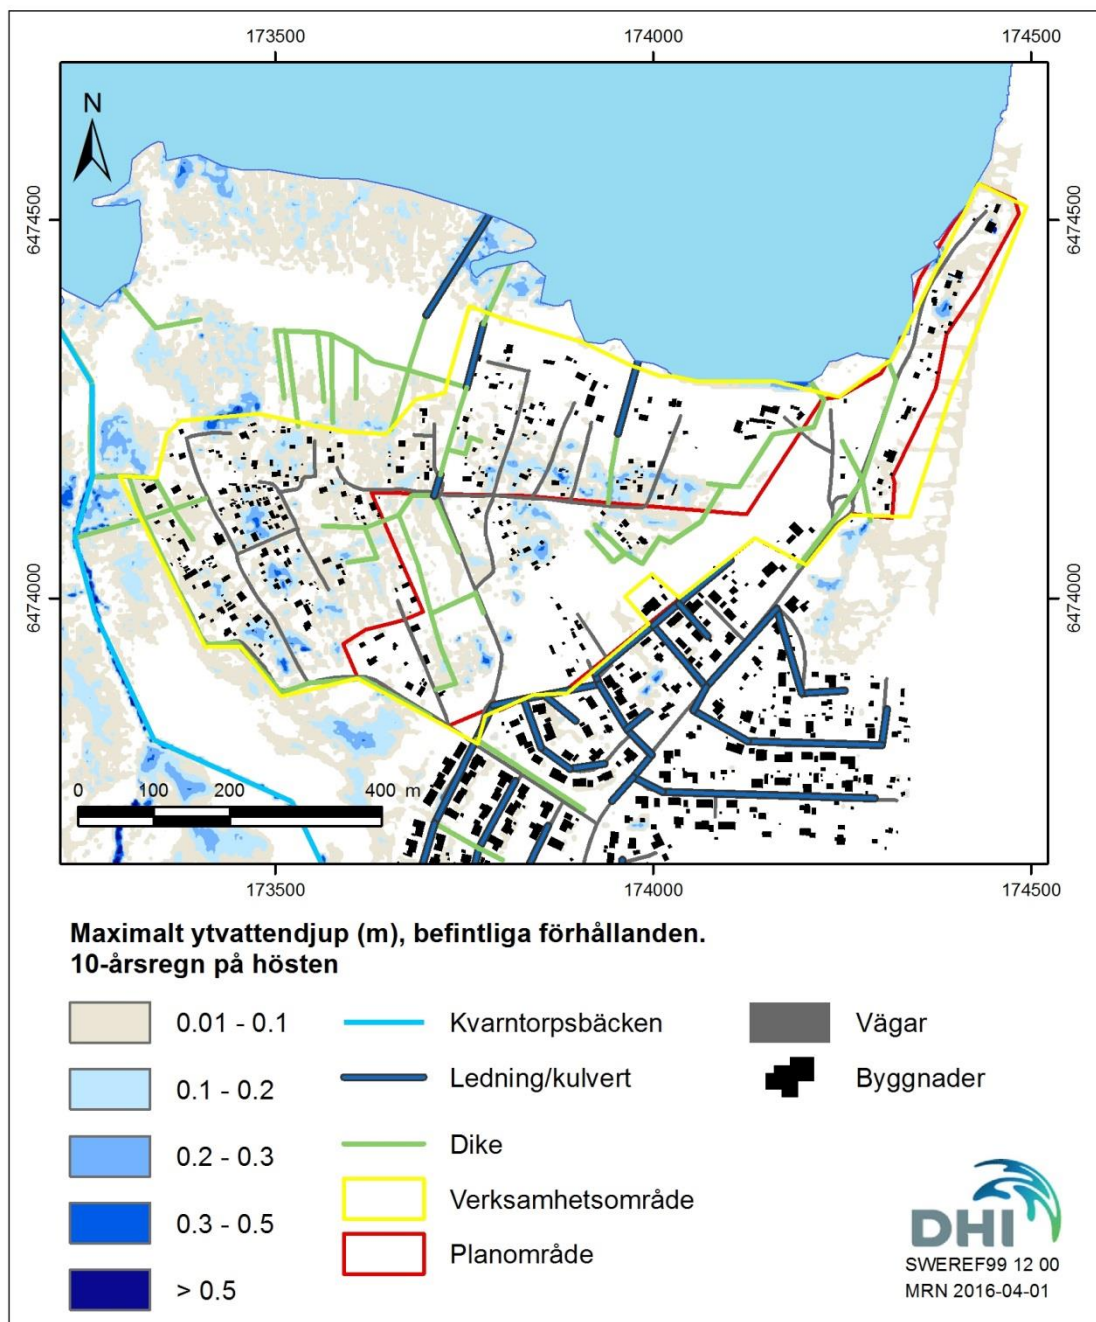 173500 174000 174500
N
6474500 6474500
6474000 6474000
0 100 200 400 m
173500 174000 174500
Maximalt ytvattendjup (m), befintliga förhållanden.
10-årsregn på hösten
0.01 - 0.1 Kvarntorpsbäcken Vägar
0.1 - 0.2 Ledning/kulvert Byggnader
0.2 - 0.3 Dike
0.3 - 0.5 Verksamhetsområde
> 0.5 Planområde
DHI
SWEREF99 12 00
MRN 2016-04-01